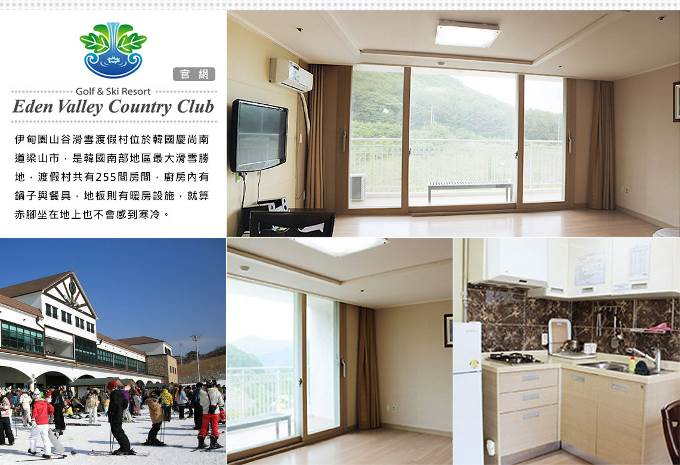 官網
Golf & Ski Resort
Eden Valley Country Club
伊甸園山谷滑雪渡假村位於韓國慶尚南
道梁山市，是韓國南部地區最大滑雪勝
地，渡假村共有255間房間，廚房內有
鍋子與餐具，地板則有暖房設施，就算
赤腳坐在地上也不會感到寒冷。